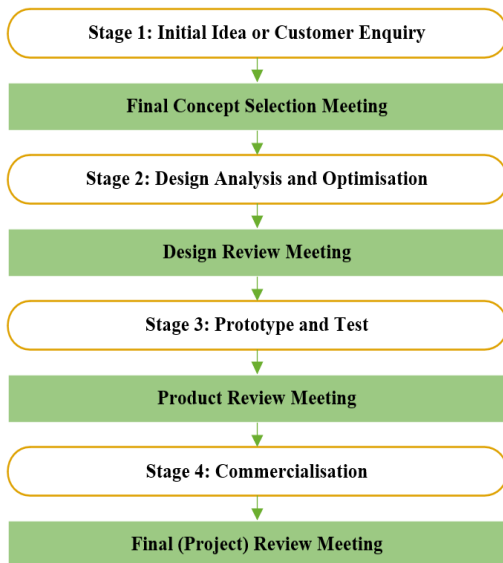 Stage 1: Initial Idea or Customer Enquiry
Final Concept Selection Meeting
Stage 2: Design Analysis and Optimisation
Design Review Meeting
Stage 3: Prototype and Test
Product Review Meeting
Stage 4: Commercialisation
Final (Project) Review Meeting